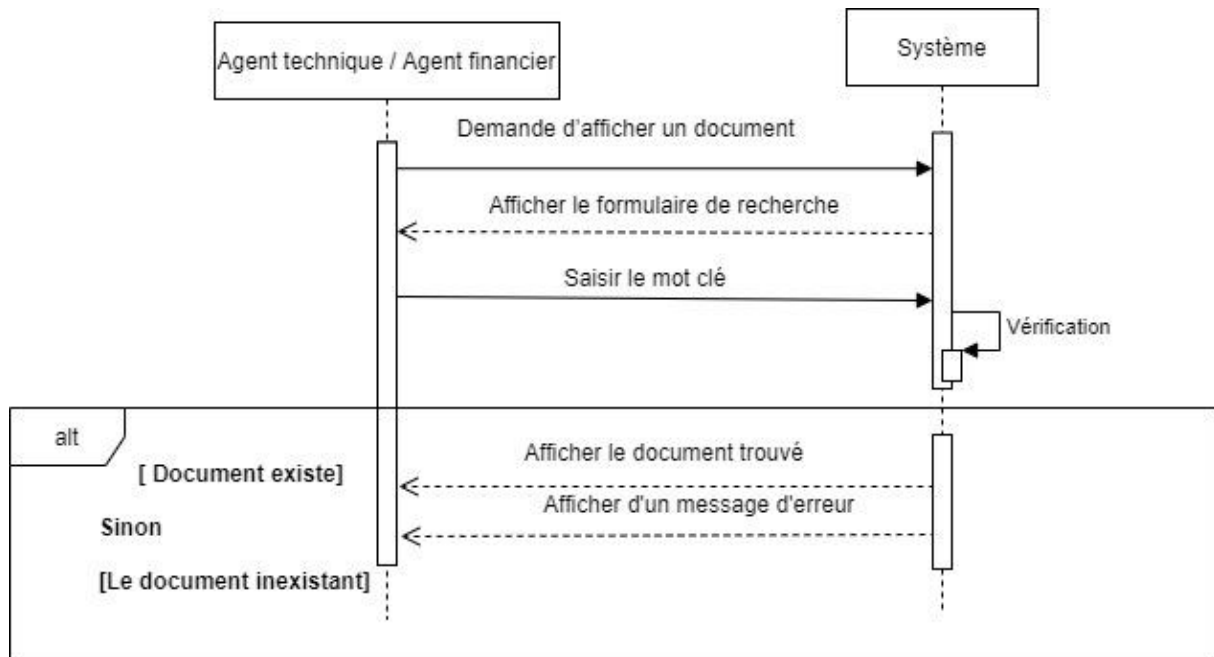 Agent technique / Agent financier
Système
Demande d'afficher un document
Afficher le formulaire de recherche
Saisir le mot clé
Vérification
alt
Afficher le document trouvé
[ Document existe]
Afficher d'un message d'erreur
Sinon
[Le document inexistant]